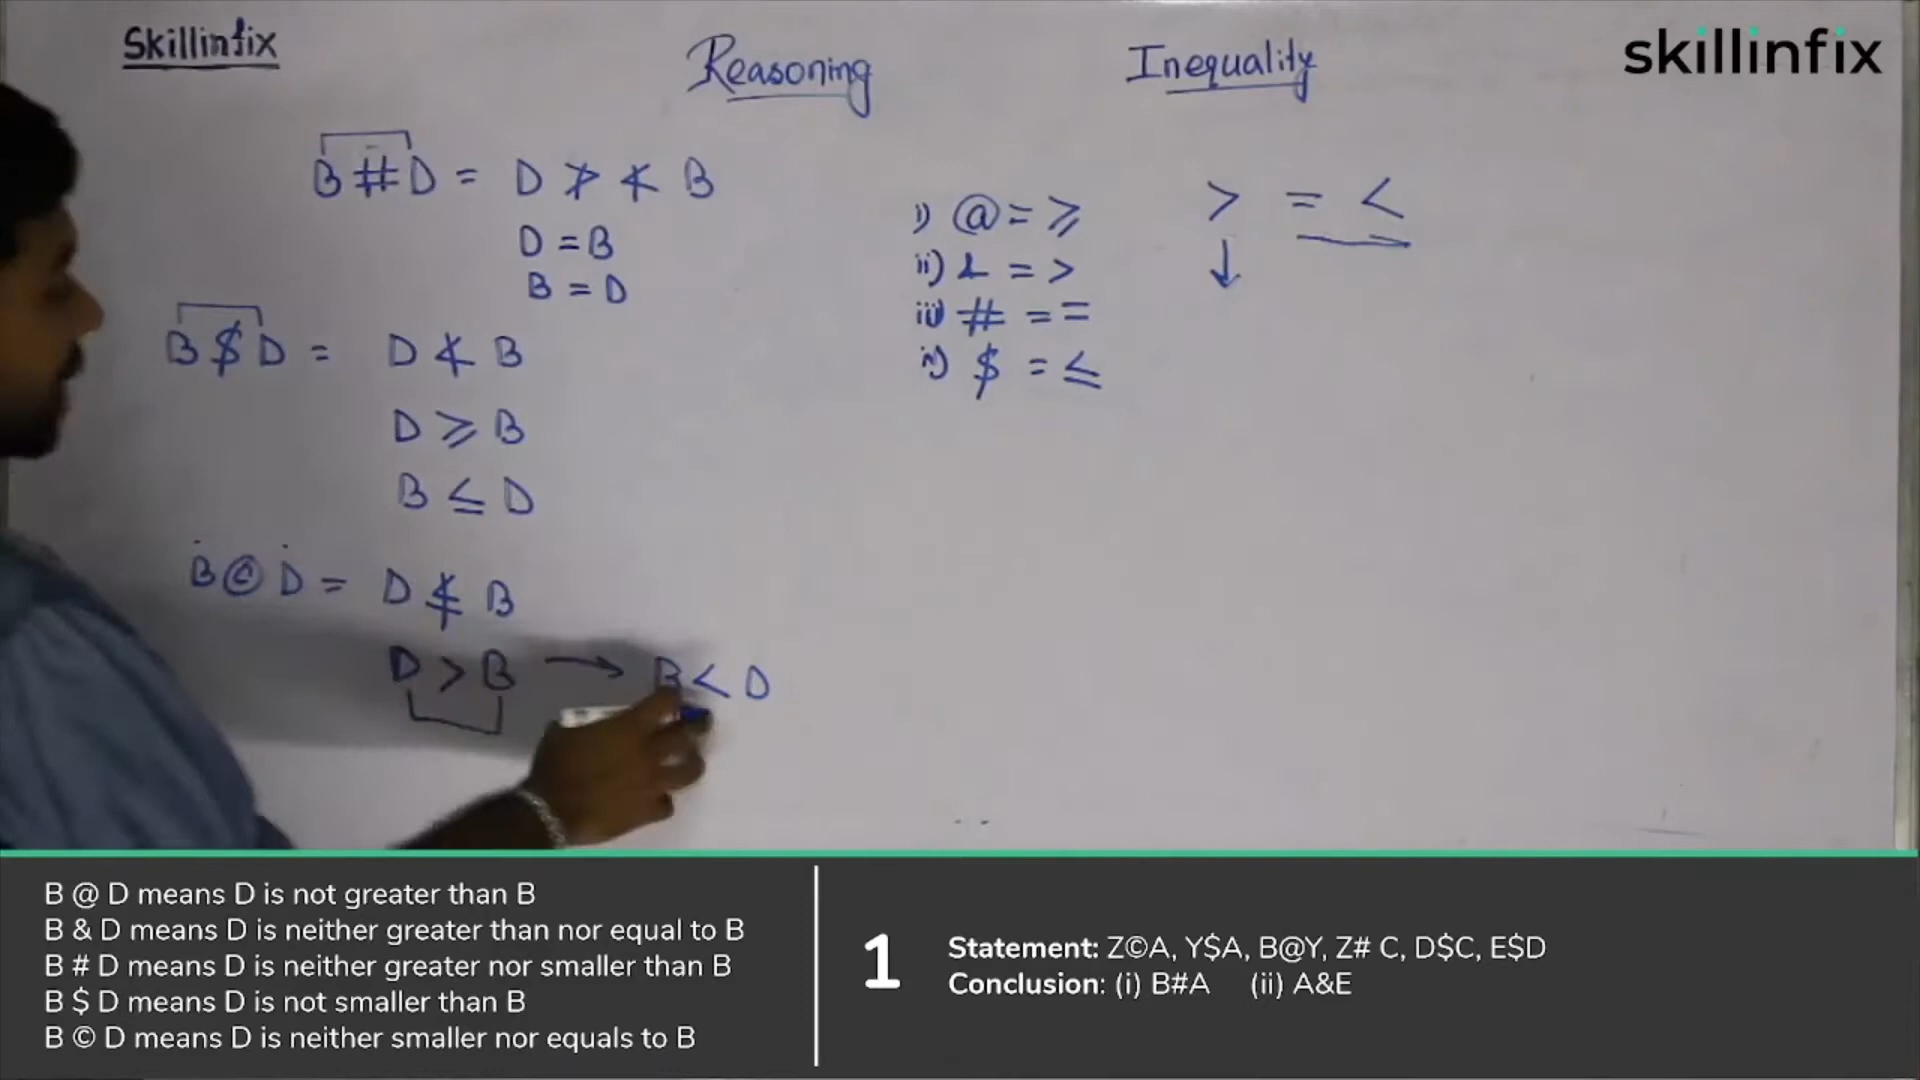 Skillinfix
Reasoning
Inequality
skillinfix
B # D = D ≯ ≮ B
D = B
B = D
B $ D = D ≮ B
D ≥ B
B ≤ D
B © D = D ≰ B
D > B → B < D
i) @ = ≥
ii) & = >
iii) # = =
iv) $ = ≤
> = <
↓
B @ D means D is not greater than B
B & D means D is neither greater than nor equal to B
B # D means D is neither greater nor smaller than B
B $ D means D is not smaller than B
B © D means D is neither smaller nor equals to B
1
Statement: Z©A, Y$A, B@Y, Z# C, D$C, E$D
Conclusion: (i) B#A (ii) A&E